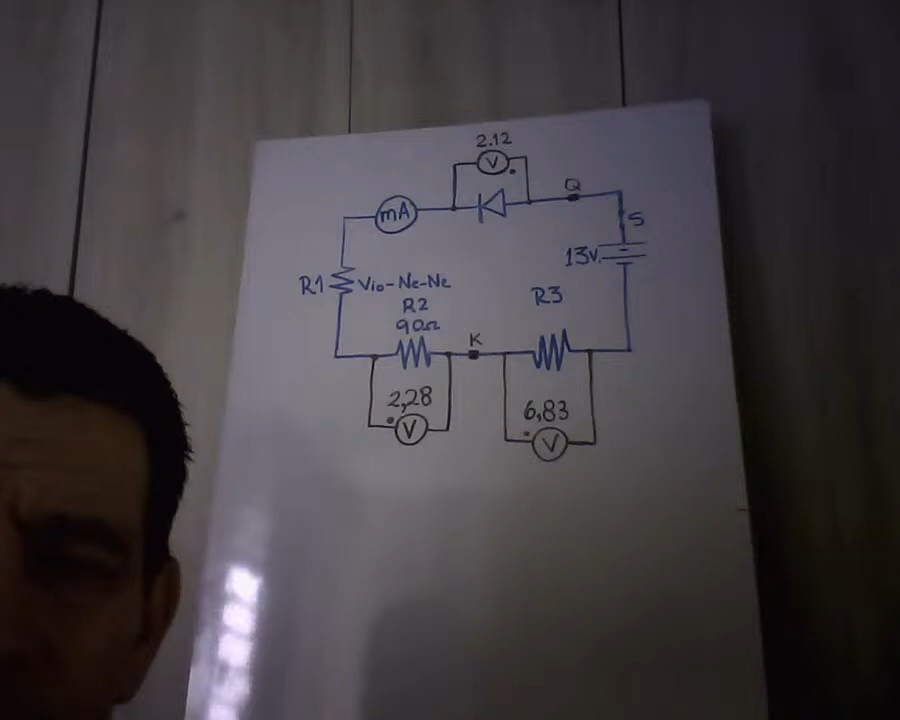 2.12
V
Q
mA
S
13v.
R1
Vio-Ne-Ne
R2
90Ω
R3
K
2,28
V
6,83
V